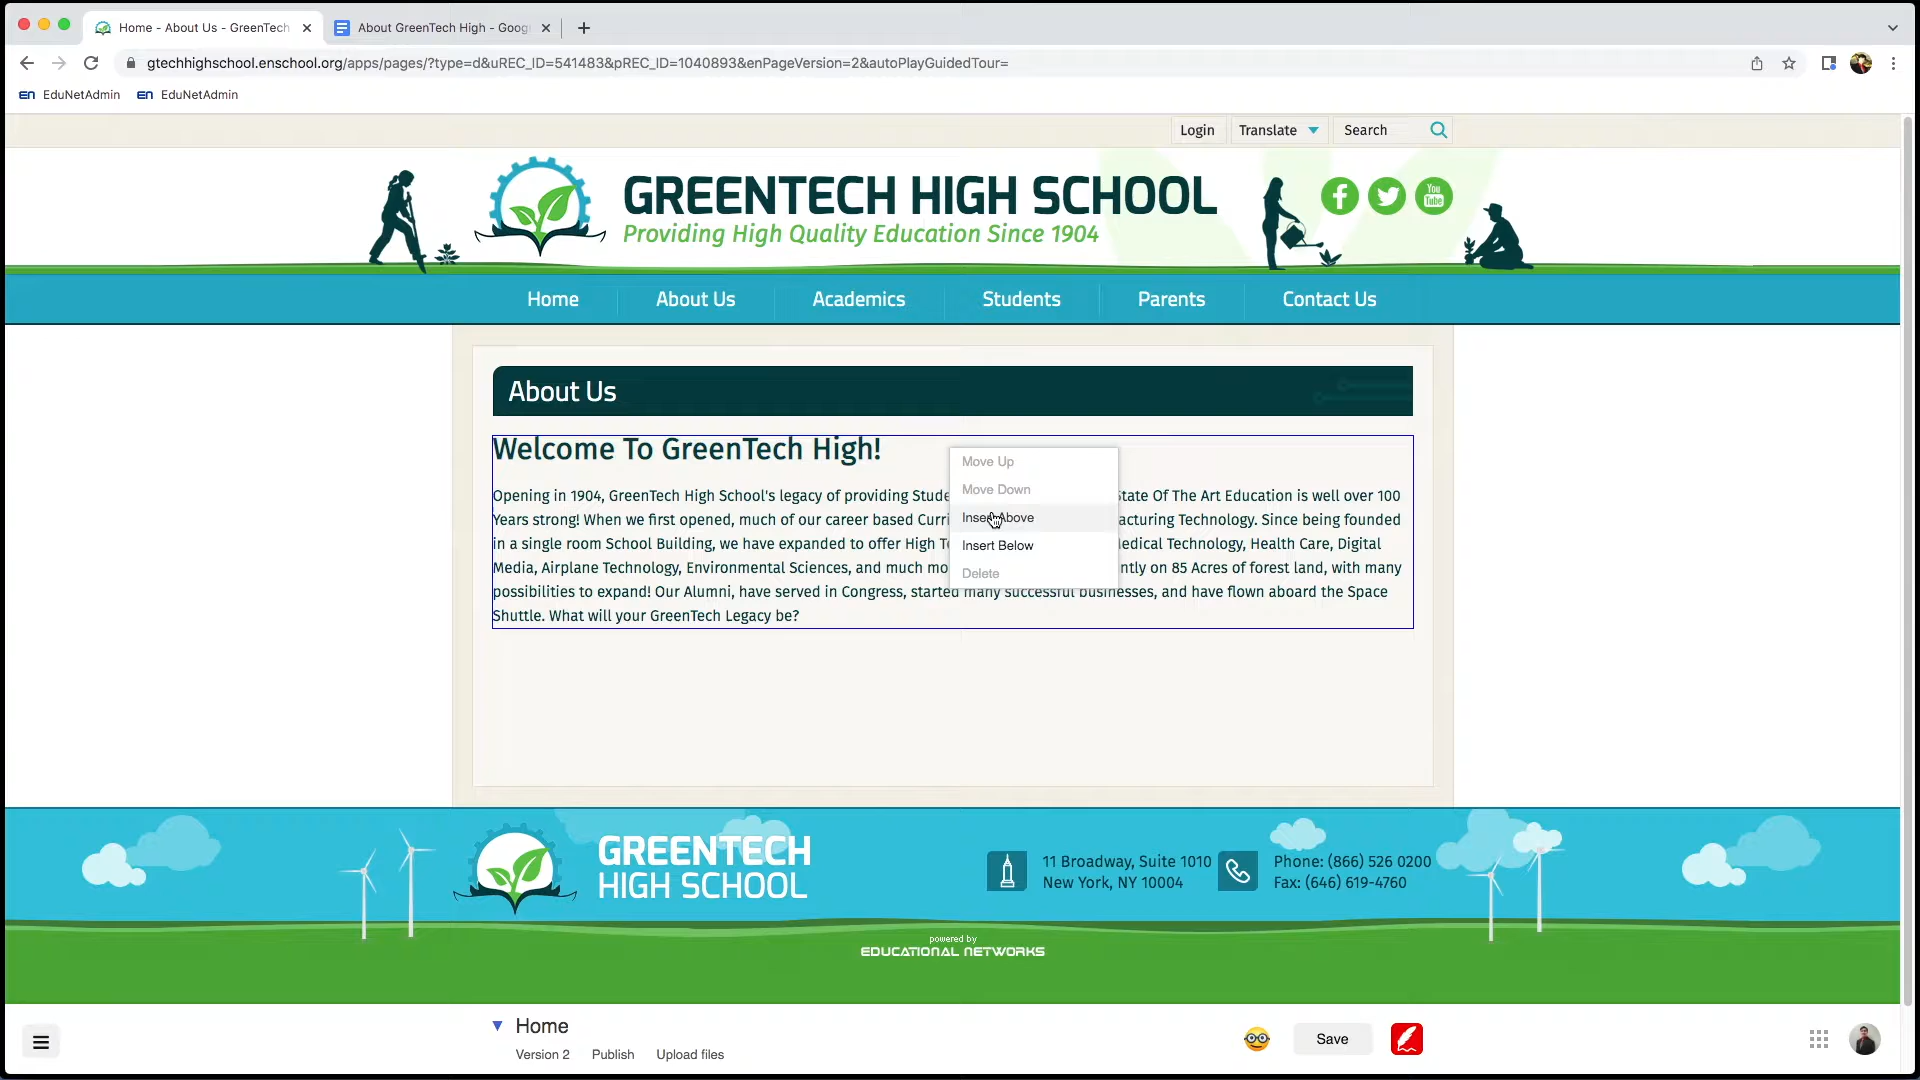 Home - About Us - GreenTech
About GreenTech High - Goog
gtechhighschool.enschool.org/apps/pages/?type=d&uREC_ID=541483&pREC_ID=1040893&enPageVersion=2&autoPlayGuidedTour=
en EduNetAdmin en EduNetAdmin
Login Translate Search
GREENTECH HIGH SCHOOL
Providing High Quality Education Since 1904
You Tube
Home About Us Academics Students Parents Contact Us
About Us
Welcome To GreenTech High!
Opening in 1904, GreenTech High School's legacy of providing Stude State Of The Art Education is well over 100
Years strong! When we first opened, much of our career based Curri acturing Technology. Since being founded
in a single room School Building, we have expanded to offer High Te Medical Technology, Health Care, Digital
Media, Airplane Technology, Environmental Sciences, and much mo ntly on 85 Acres of forest land, with many
possibilities to expand! Our Alumni, have served in Congress, started many successful businesses, and have flown aboard the Space
Shuttle. What will your GreenTech Legacy be?
Move Up
Move Down
Insert Above
Insert Below
Delete
GREENTECH
HIGH SCHOOL
11 Broadway, Suite 1010
New York, NY 10004
Phone: (866) 526 0200
Fax: (646) 619-4760
powered by
EDUCATIONAL NETWORKS
Home
Version 2 Publish Upload files
Save